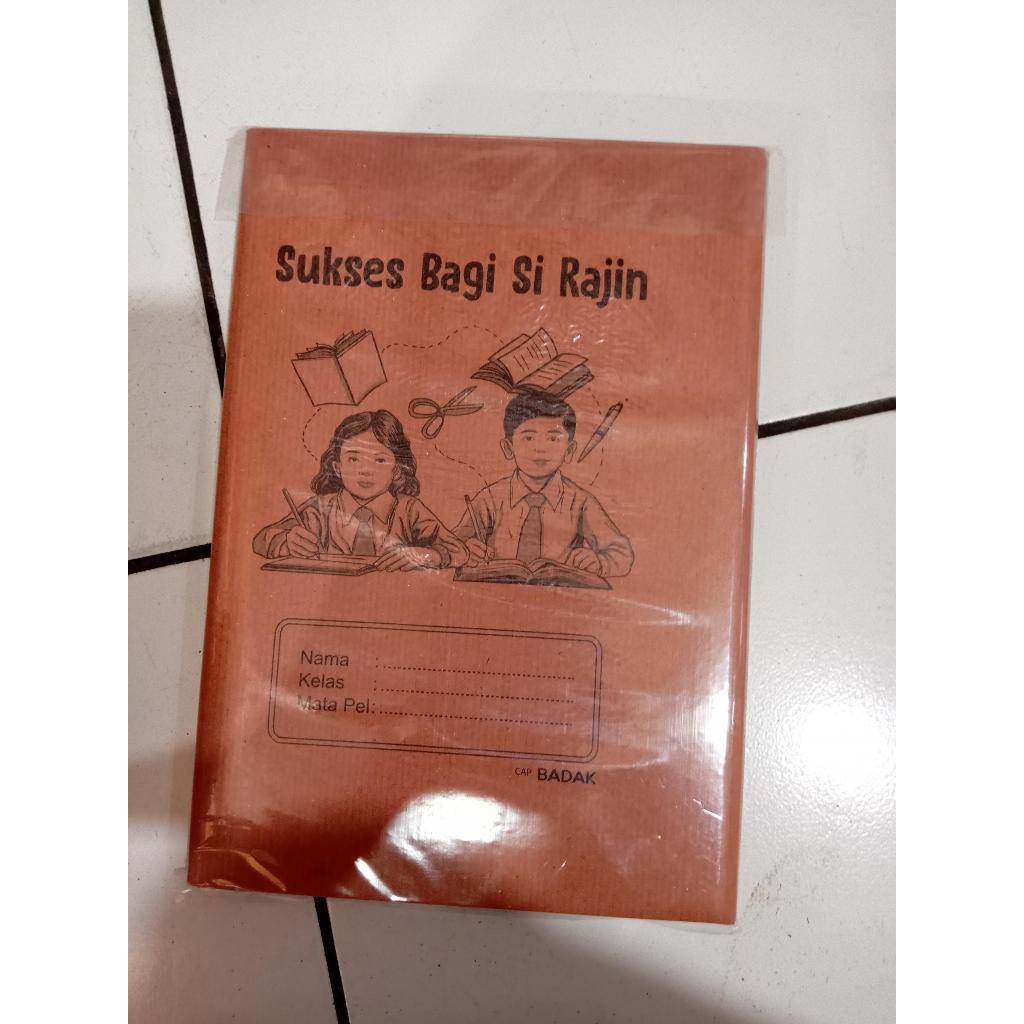 Sukses Bagi Si Rajin
Nama : ......................................
Kelas : ......................................
Mata Pel: ......................................
CAP BADAK